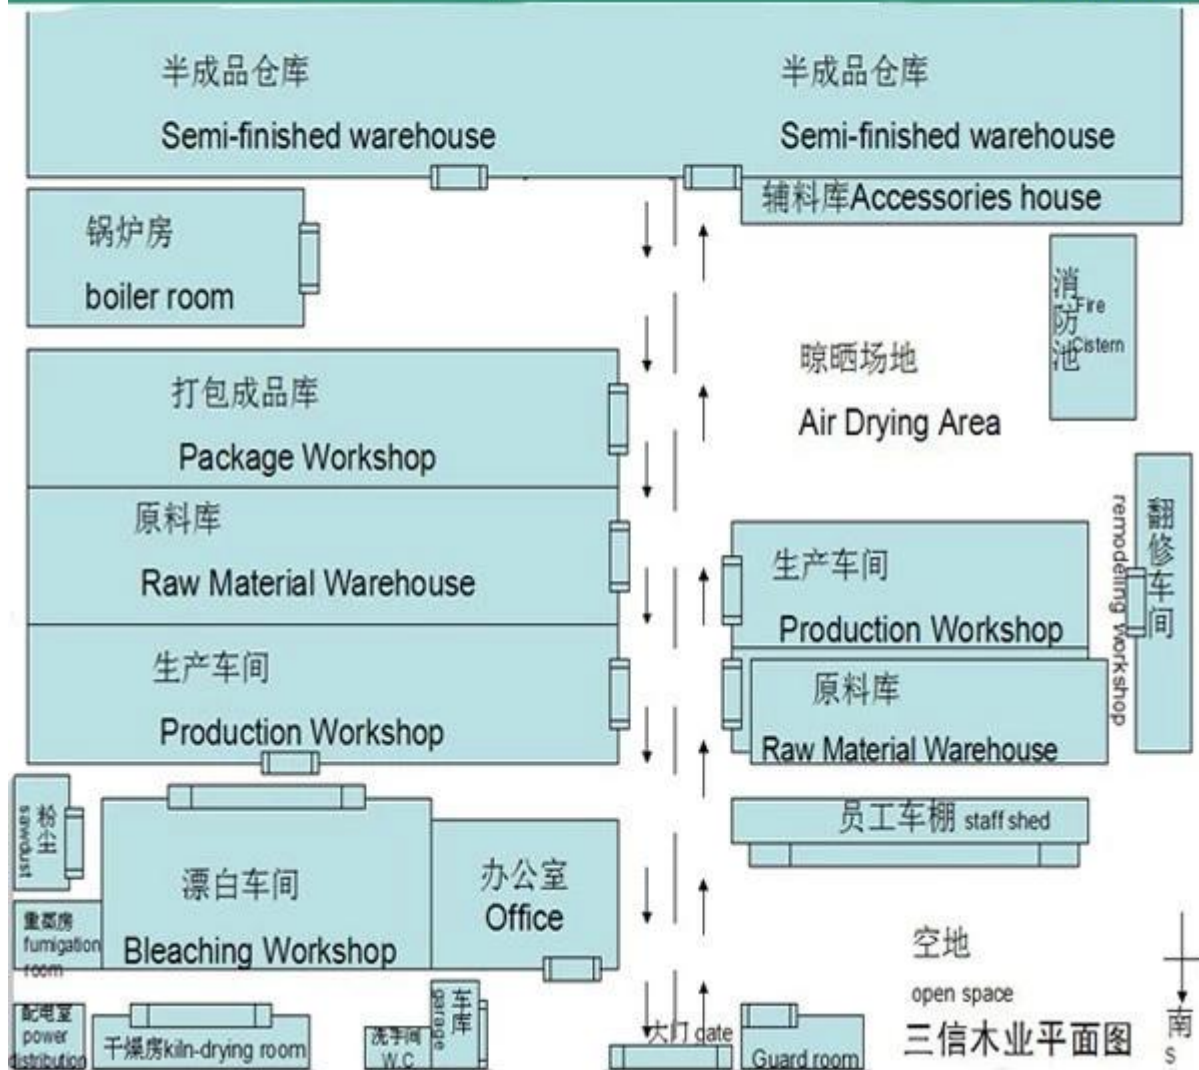 半成品仓库
Semi-finished warehouse
半成品仓库
Semi-finished warehouse
辅料库Accessories house
锅炉房
boiler room
消防池
Fire
Cistern
晾晒场地
Air Drying Area
打包成品库
Package Workshop
原料库
Raw Material Warehouse
生产车间
Production Workshop
生产车间
Production Workshop
原料库
Raw Material Warehouse
翻修车间
remodeling workshop
粉尘
sawdust
漂白车间
Bleaching Workshop
办公室
Office
员工车棚 staff shed
重蒸房
fumigation
room
空地
open space
配电室
power
distribution
干燥房kiln-drying room
洗手间
W.C
车库
garage
大门 gate
Guard room
三信木业平面图
南
S